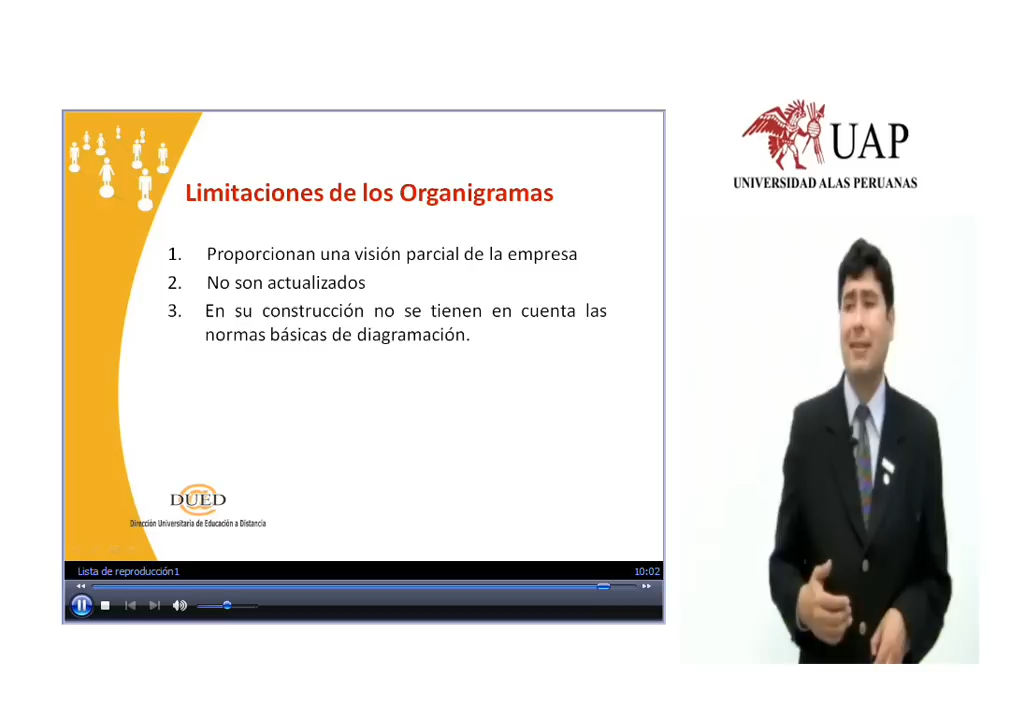 Limitaciones de los Organigramas
1. Proporcionan una visión parcial de la empresa
2. No son actualizados
3. En su construcción no se tienen en cuenta las
normas básicas de diagramación.
DUED
Dirección Universitaria de Educación a Distancia
Lista de reproducción1
10:02
UAP
UNIVERSIDAD ALAS PERUANAS